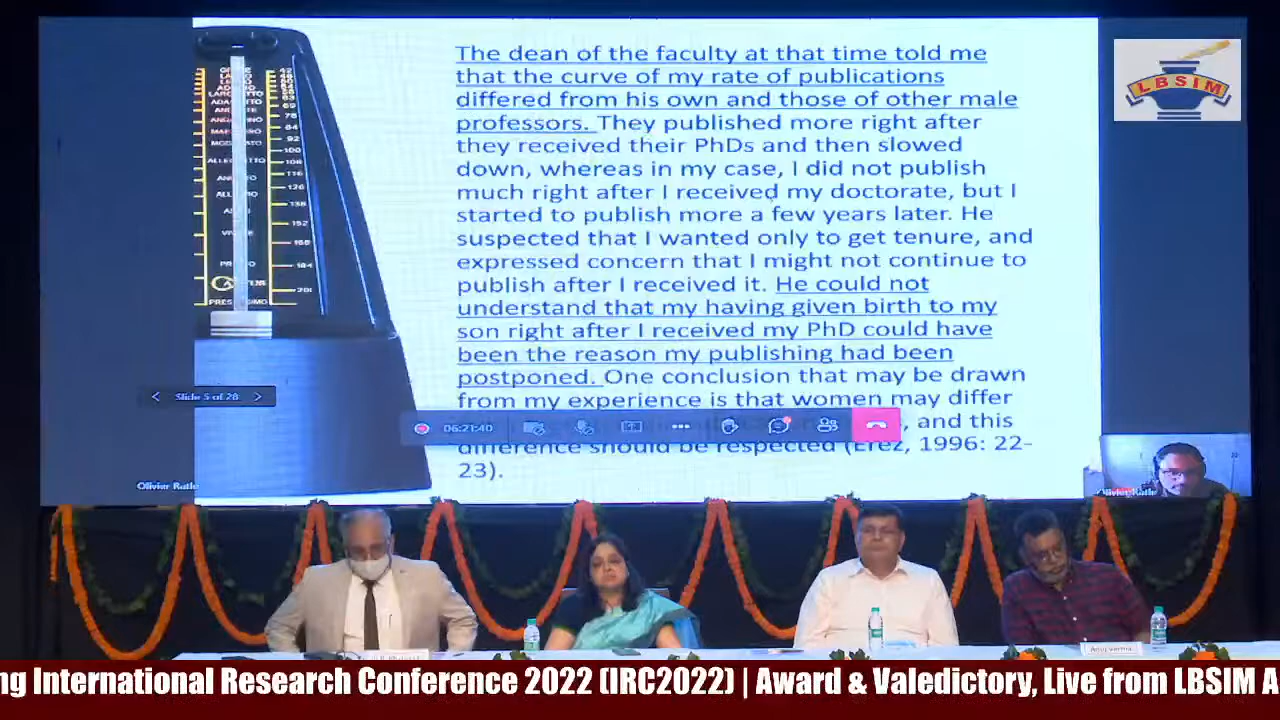 The dean of the faculty at that time told me
that the curve of my rate of publications
differed from his own and those of other male
professors. They published more right after
they received their PhDs and then slowed
down, whereas in my case, I did not publish
much right after I received my doctorate, but I
started to publish more a few years later. He
suspected that I wanted only to get tenure, and
expressed concern that I might not continue to
publish after I received it. He could not
understand that my having given birth to my
son right after I received my PhD could have
been the reason my publishing had been
postponed. One conclusion that may be drawn
from my experience is that women may differ
, and this
difference should be respected (Erez, 1996: 22-
23).
LBSIM
Slide 5 of 28
06:21:40
Olivier
Olivier
ng International Research Conference 2022 (IRC2022) | Award & Valedictory, Live from LBSIM A